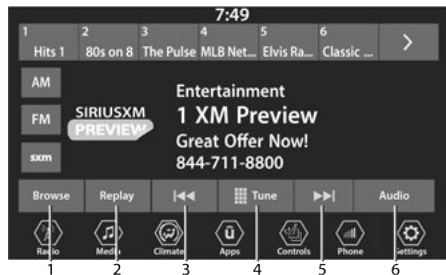 7:49
1 2 3 4 5 6
Hits 1 80s on 8 The Pulse MLB Net... Elvis Ra... Classic ...
AM
FM
sxm
SIRIUSXM
PREVIEW
Entertainment
1 XM Preview
Great Offer Now!
844-711-8800
Browse Replay Tune Audio
Radio Media Climate Apps Controls Phone Settings
1 2 3 4 5 6